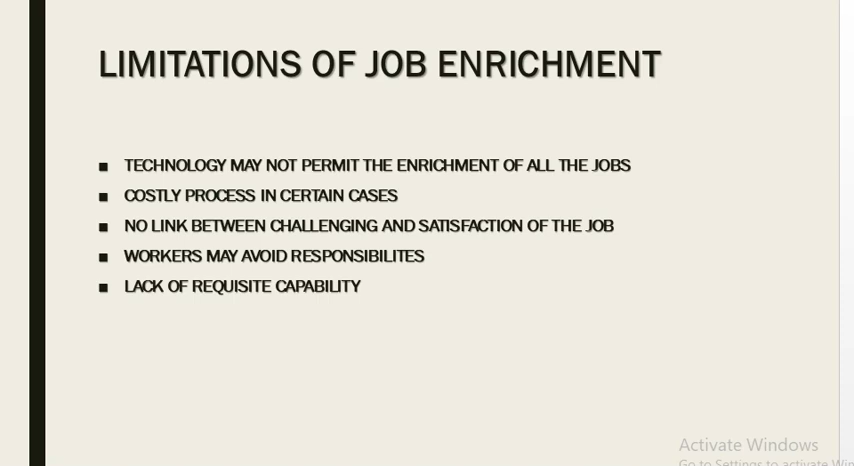 LIMITATIONS OF JOB ENRICHMENT
■ TECHNOLOGY MAY NOT PERMIT THE ENRICHMENT OF ALL THE JOBS
■ COSTLY PROCESS IN CERTAIN CASES
■ NO LINK BETWEEN CHALLENGING AND SATISFACTION OF THE JOB
■ WORKERS MAY AVOID RESPONSIBILITES
■ LACK OF REQUISITE CAPABILITY
Activate Windows
Go to Settings to activate Win